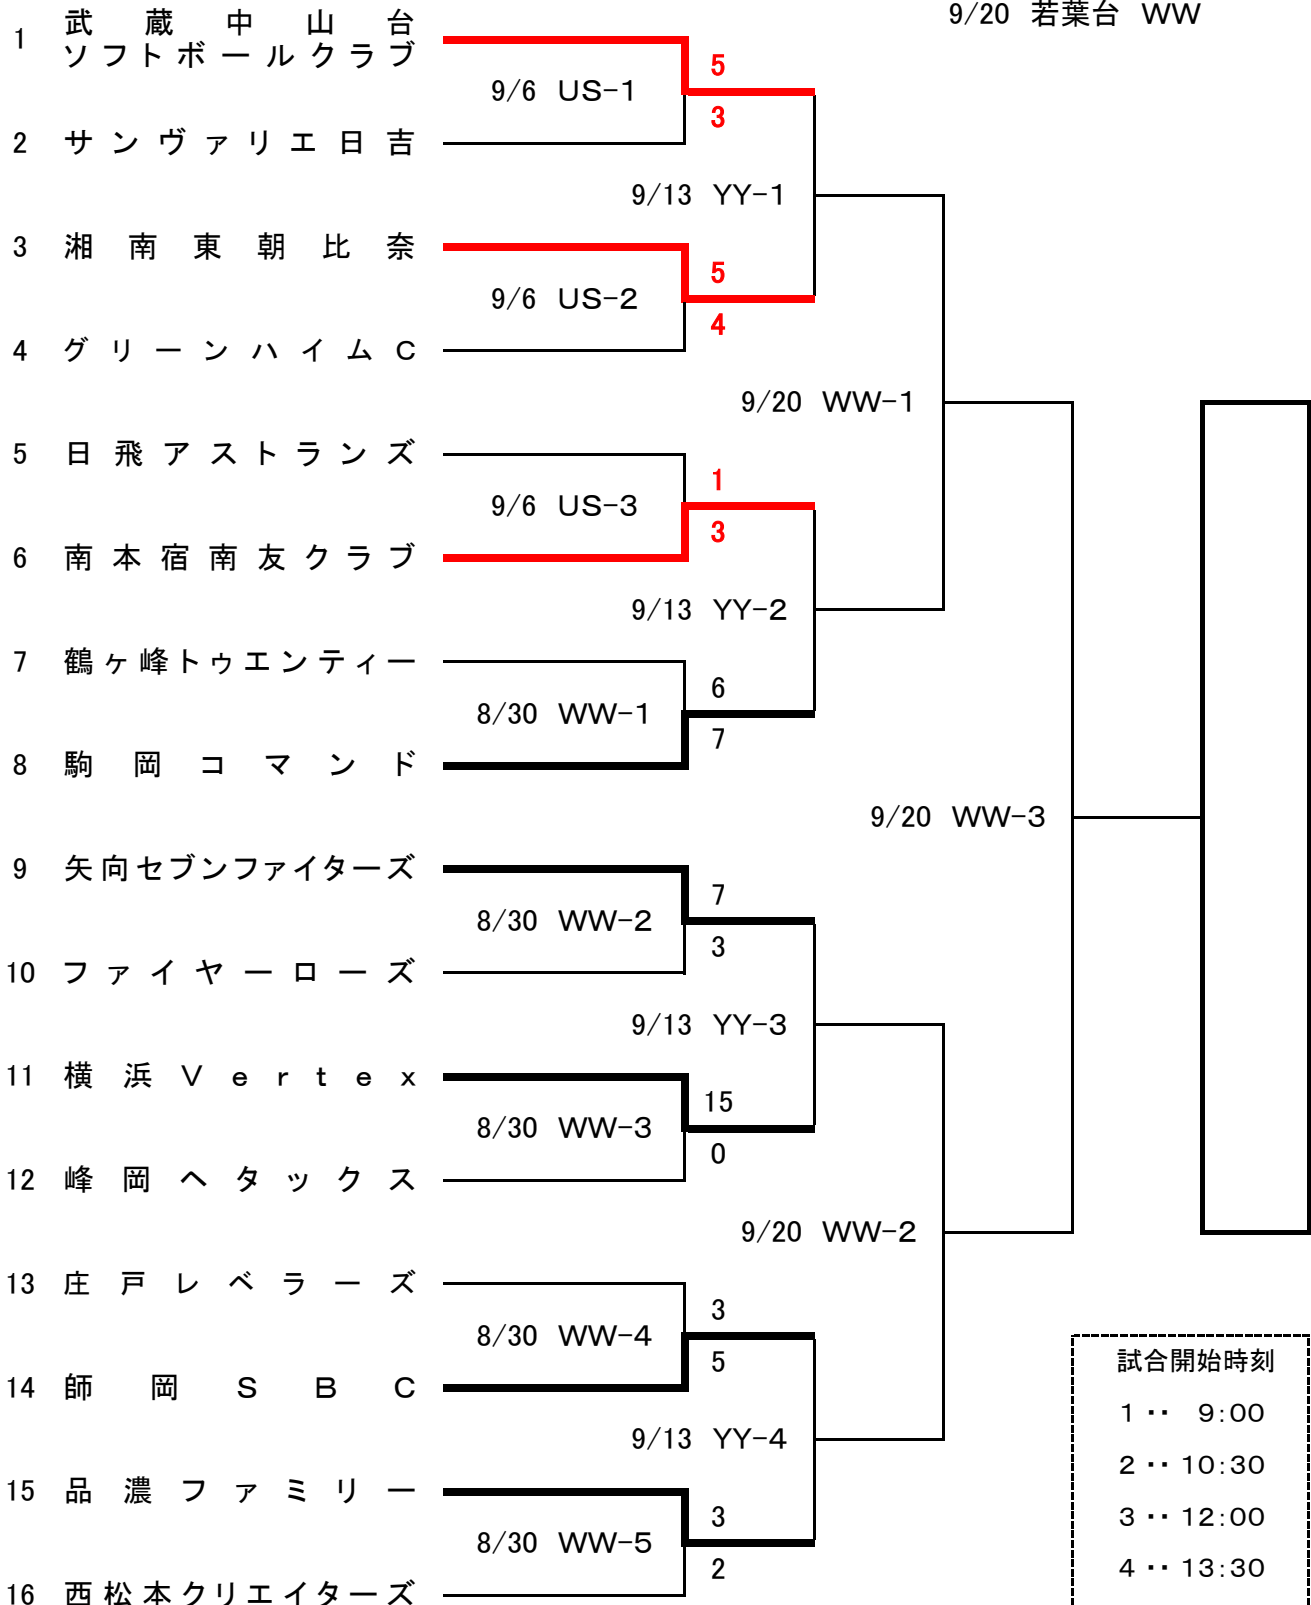 9/20 若葉台 WW
1 武蔵中山台
ソフトボールクラブ
5
9/6 US-1
3
2 サンヴァリエ日吉
9/13 YY-1
3 湘南東朝比奈
5
9/6 US-2
4
4 グリーンハイムC
9/20 WW-1
5 日飛アストランズ
1
9/6 US-3
3
6 南本宿南友クラブ
9/13 YY-2
7 鶴ヶ峰トゥエンティー
6
8/30 WW-1
7
8 駒岡コマンド
9/20 WW-3
9 矢向セブンファイターズ
7
8/30 WW-2
3
10 ファイヤーローズ
9/13 YY-3
11 横浜Vertex
15
8/30 WW-3
0
12 峰岡ヘタックス
9/20 WW-2
13 庄戸レベラーズ
3
8/30 WW-4
5
14 師岡SBC
9/13 YY-4
15 品濃ファミリー
3
8/30 WW-5
2
16 西松本クリエイターズ
試合開始時刻
1 ・・ 9:00
2 ・・ 10:30
3 ・・ 12:00
4 ・・ 13:30